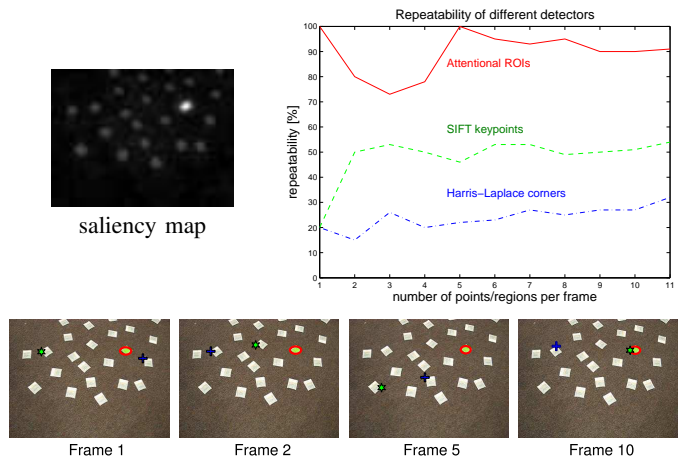 saliency map
Repeatability of different detectors
repeatability [%]
100
90
80
70
60
50
40
30
20
10
0
Attentional ROIs
SIFT keypoints
Harris–Laplace corners
1 2 3 4 5 6 7 8 9 10 11
number of points/regions per frame
Frame 1 Frame 2 Frame 5 Frame 10